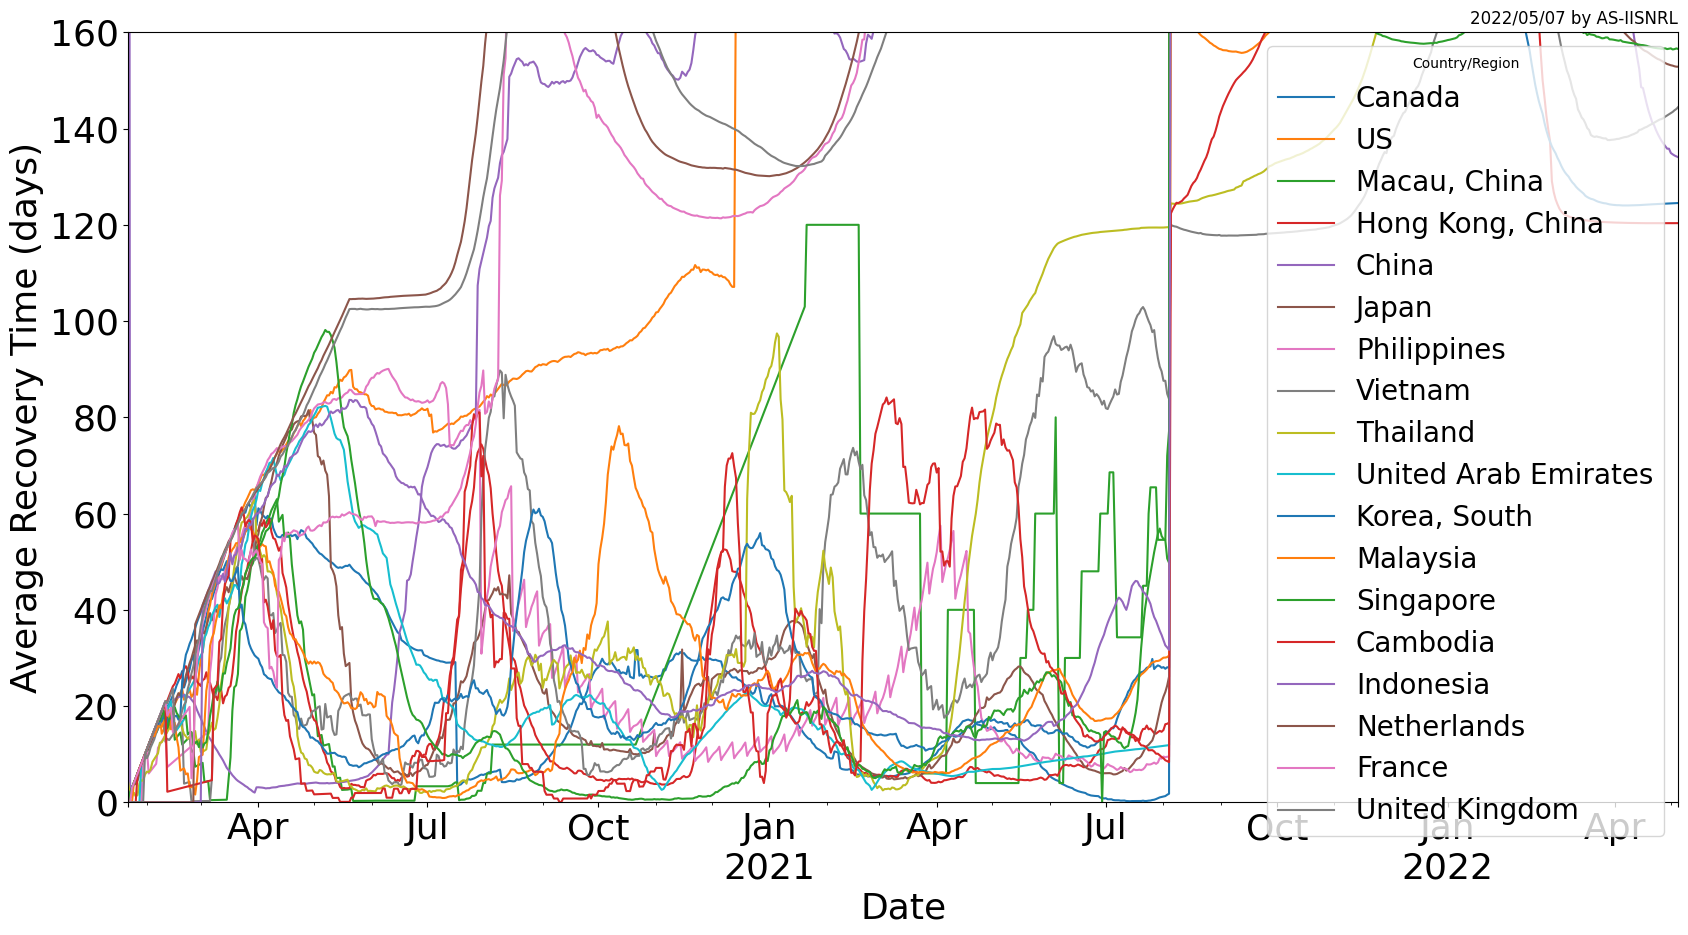 2022/05/07 by AS-IISNRL
Average Recovery Time (days)
160
140
120
100
80
60
40
20
0
Country/Region
Canada
US
Macau, China
Hong Kong, China
China
Japan
Philippines
Vietnam
Thailand
United Arab Emirates
Korea, South
Malaysia
Singapore
Cambodia
Indonesia
Netherlands
France
United Kingdom
Apr Jul Oct Jan Apr Jul Oct Jan Apr
2021 2022
Date